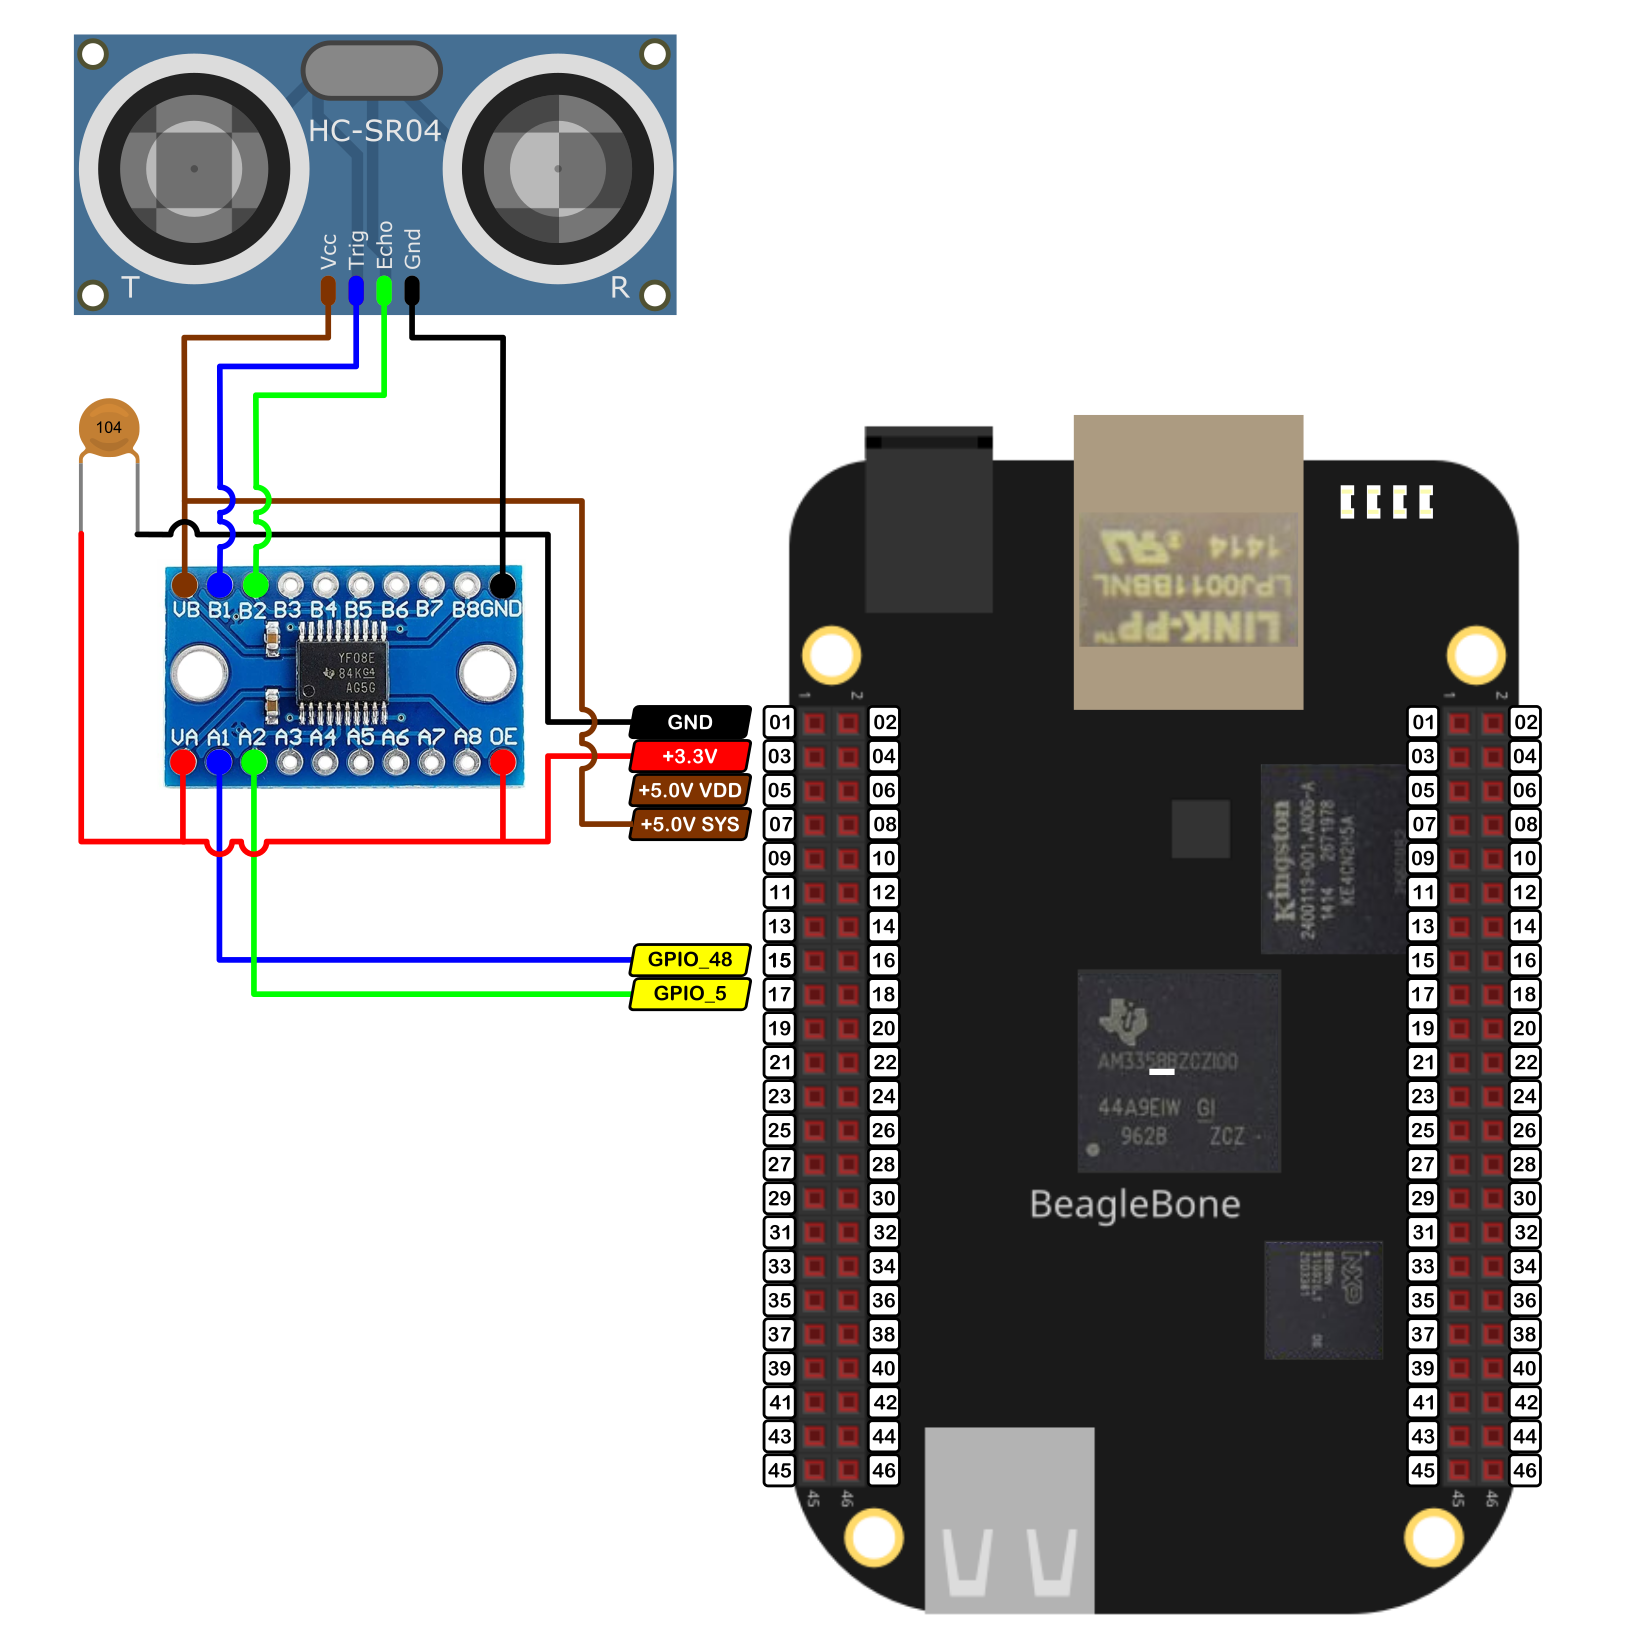 HC-SR04
Vcc
Trig
Echo
Gnd
T
R
104
VB B1 B2 B3 B4 B5 B6 B7 B8 GND
YF08E
84K G4
AG5G
VA A1 A2 A3 A4 A5 A6 A7 A8 OE
GND
+3.3V
+5.0V VDD
+5.0V SYS
GPIO_48
GPIO_5
1414
LPJ0011BBNL
LINK-PP™
1 2
1 2
01 02 01 02
03 04 03 04
05 06 05 06
07 08 07 08
09 10 09 10
11 12 11 12
13 14 13 14
15 16 15 16
17 18 17 18
19 20 19 20
21 22 21 22
23 24 23 24
25 26 25 26
27 28 27 28
29 30 29 30
31 32 31 32
33 34 33 34
35 36 35 36
37 38 37 38
39 40 39 40
41 42 41 42
43 44 43 44
45 46 45 46
45 46
45 46
Kingston
2400113-001.A00G-A
1414 2671978
KE4CN2H5A
44A9EIW GI
962B ZCZ
BeagleBone
NXP